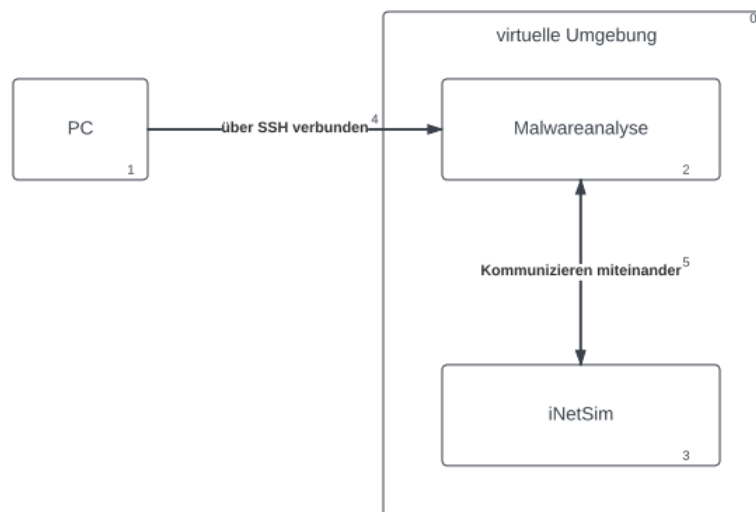 0
virtuelle Umgebung
PC
1
über SSH verbunden 4
Malwareanalyse
2
Kommunizieren miteinander 5
iNetSim
3